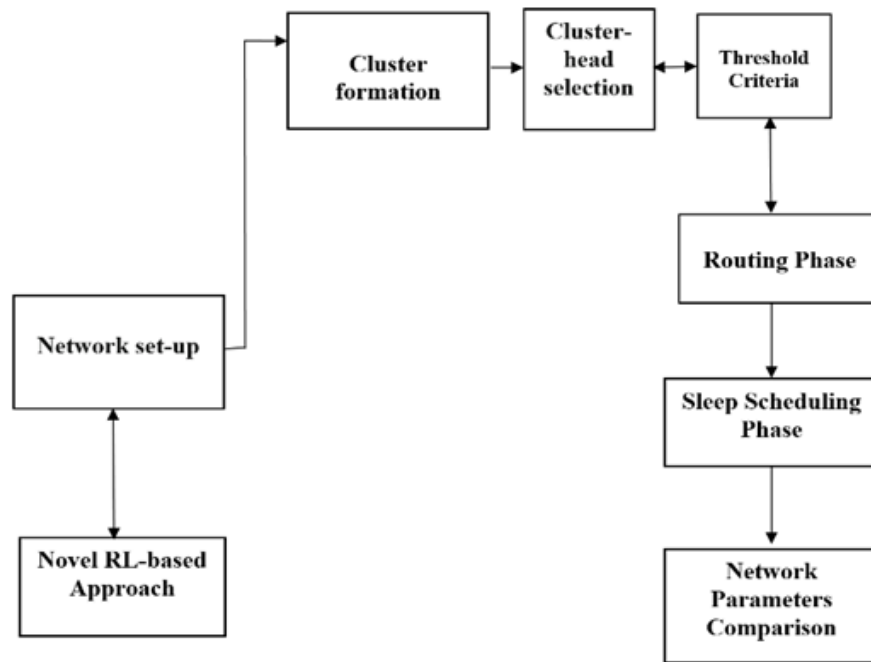 Cluster
formation
Cluster-
head
selection
Threshold
Criteria
Routing Phase
Network set-up
Sleep Scheduling
Phase
Novel RL-based
Approach
Network
Parameters
Comparison